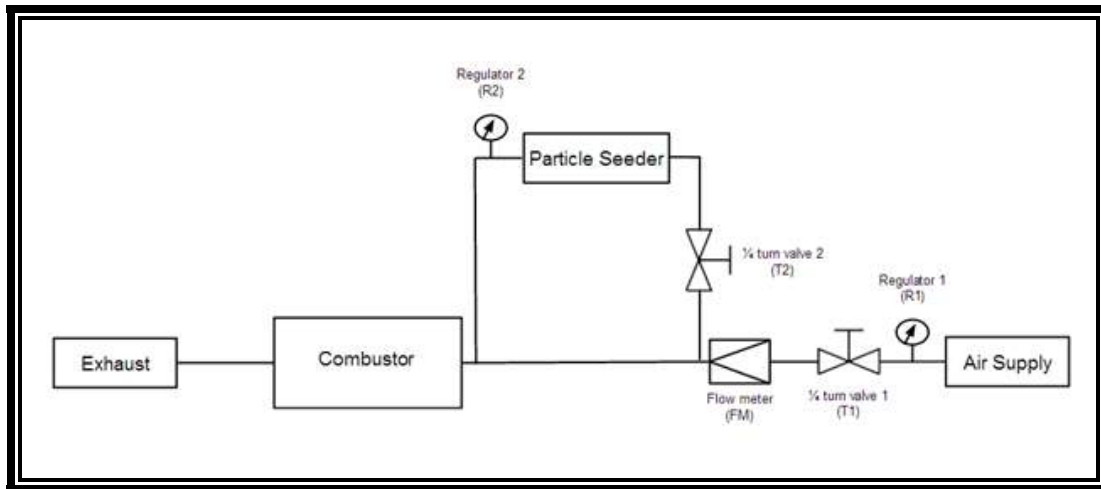 Regulator 2
(R2)
Particle Seeder
¼ turn valve 2
(T2)
Regulator 1
(R1)
Exhaust
Combustor
Air Supply
Flow meter
(FM)
¼ turn valve 1
(T1)